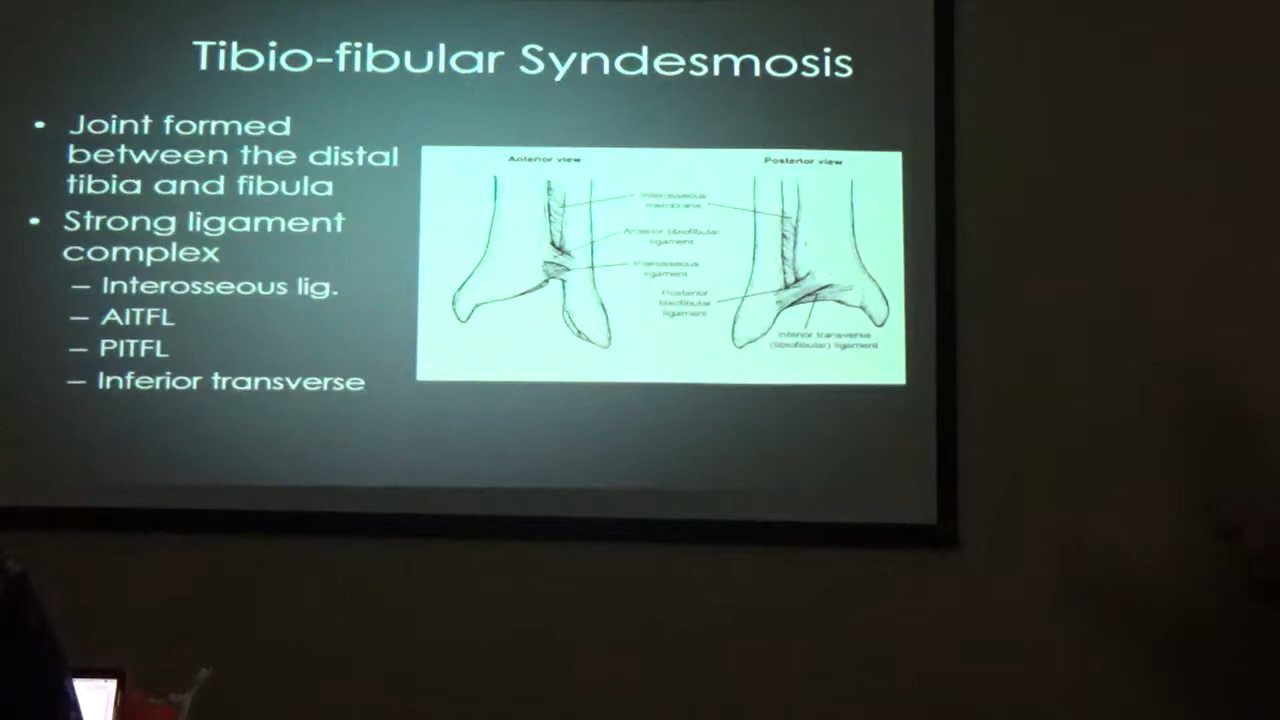 Tibio-fibular Syndesmosis
• Joint formed
between the distal
tibia and fibula
• Strong ligament
complex
– Interosseous lig.
– AITFL
– PITFL
– Inferior transverse
Anterior view
Posterior view
Interosseous
membrane
Anterior tibiofibular
ligament
Interosseous
ligament
Posterior
tibiofibular
ligament
Inferior transverse
(tibiofibular) ligament